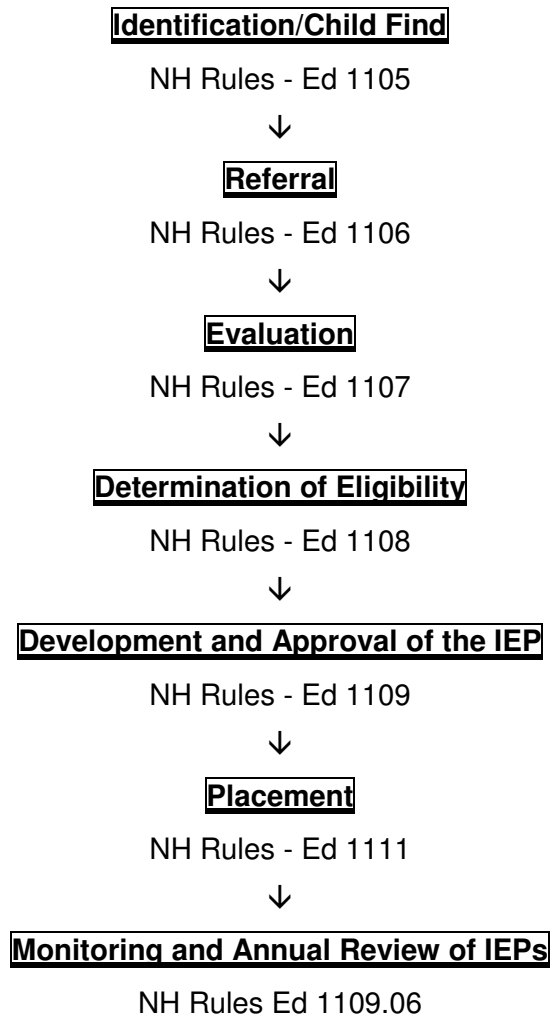 Identification/Child Find
NH Rules - Ed 1105
↓
Referral
NH Rules - Ed 1106
↓
Evaluation
NH Rules - Ed 1107
↓
Determination of Eligibility
NH Rules - Ed 1108
↓
Development and Approval of the IEP
NH Rules - Ed 1109
↓
Placement
NH Rules - Ed 1111
↓
Monitoring and Annual Review of IEPs
NH Rules Ed 1109.06